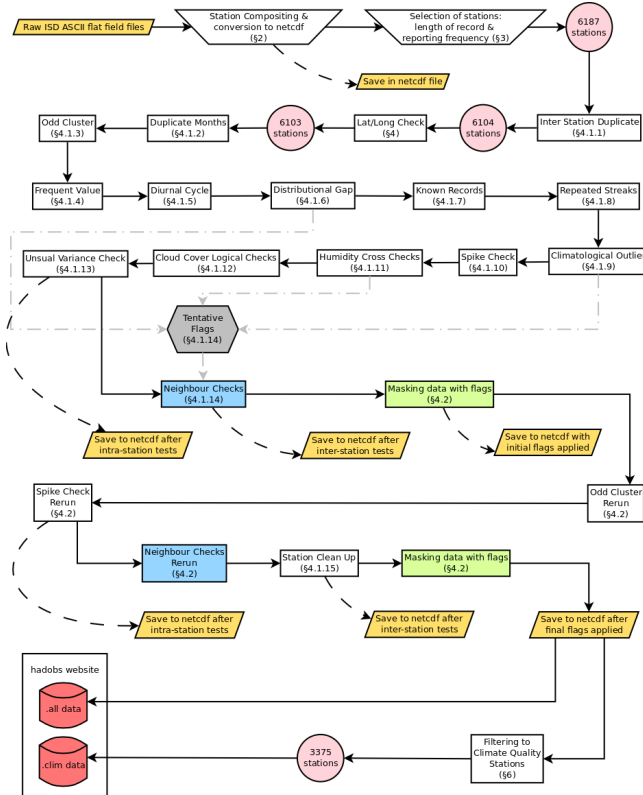 Raw ISD ASCII flat field files
Station Compositing &
conversion to netcdf
(§2)
Selection of stations:
length of record &
reporting frequency (§3)
6187
stations
Save in netcdf file
Odd Cluster
(§4.1.3)
Duplicate Months
(§4.1.2)
6103
stations
Lat/Long Check
(§4)
6104
stations
Inter Station Duplicate
(§4.1.1)
Frequent Value
(§4.1.4)
Diurnal Cycle
(§4.1.5)
Distributional Gap
(§4.1.6)
Known Records
(§4.1.7)
Repeated Streaks
(§4.1.8)
Unsual Variance Check
(§4.1.13)
Cloud Cover Logical Checks
(§4.1.12)
Humidity Cross Checks
(§4.1.11)
Spike Check
(§4.1.10)
Climatological Outlier
(§4.1.9)
Tentative
Flags
(§4.1.14)
Neighbour Checks
(§4.1.14)
Masking data with flags
(§4.2)
Save to netcdf after
intra-station tests
Save to netcdf after
inter-station tests
Save to netcdf with
initial flags applied
Spike Check
Rerun
(§4.2)
Odd Cluster
Rerun
(§4.2)
Neighbour Checks
Rerun
(§4.2)
Station Clean Up
(§4.1.15)
Masking data with flags
(§4.2)
Save to netcdf after
intra-station tests
Save to netcdf after
inter-station tests
Save to netcdf after
final flags applied
hadobs website
.all data
.clim data
3375
stations
Filtering to
Climate Quality
Stations
(§6)